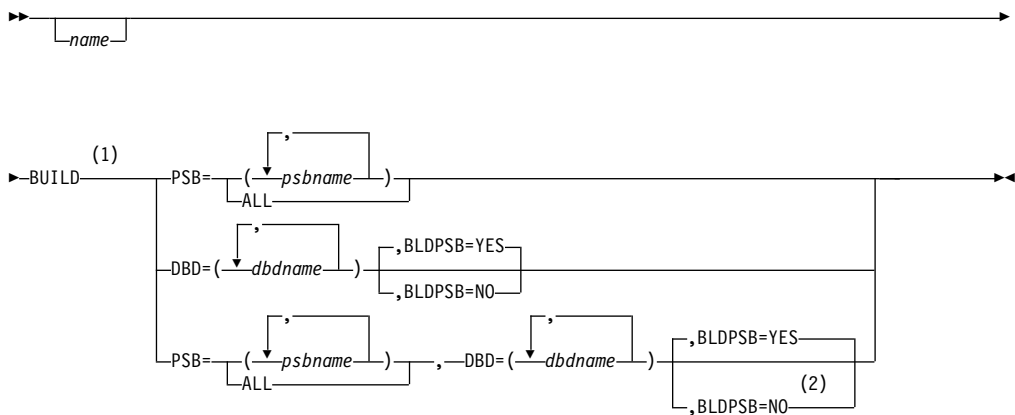 name
BUILD (1) PSB= ( psbname , )
ALL
DBD=( dbdname , ) ,BLDPSB=YES
,BLDPSB=NO
PSB= ( psbname , ) , DBD=( dbdname , ) ,BLDPSB=YES
ALL
(2)
,BLDPSB=NO